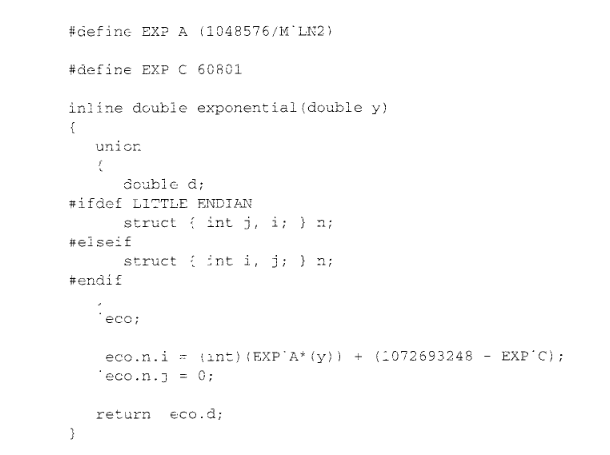 #define EXP A (1048576/M`LN2)
#define EXP C 60801
inline double exponential(double y)
{
union
{
double d;
#ifdef LITTLE ENDIAN
struct { int j, i; } n;
#elseif
struct { int i, j; } n;
#endif
eco;
eco.n.i = (int)(EXP`A*(y)) + (1072693248 - EXP`C);
eco.n.j = 0;
return eco.d;
}